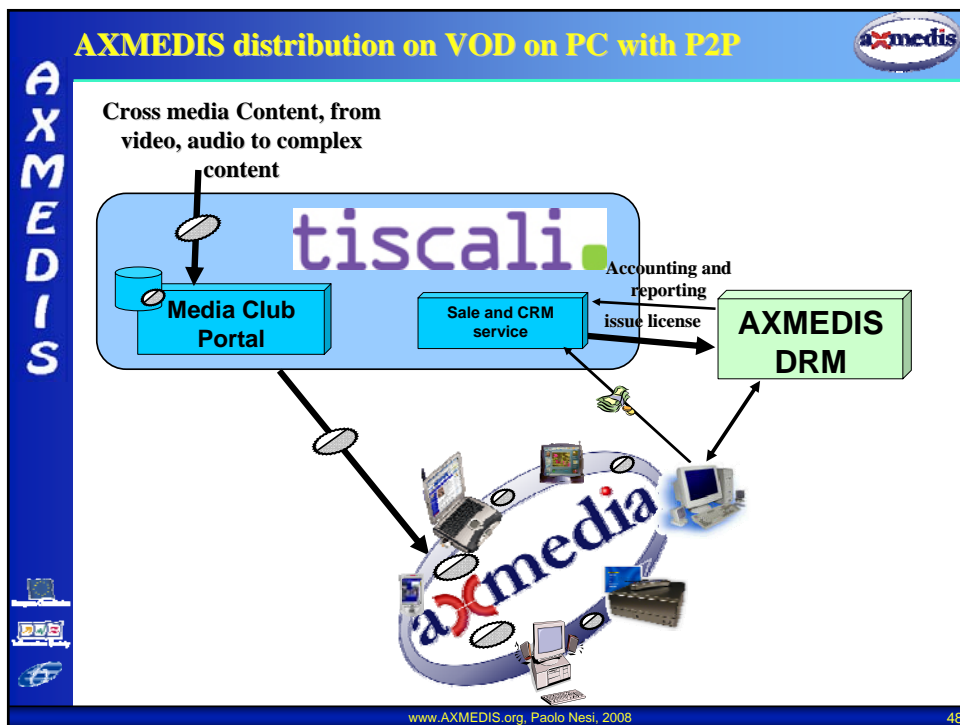 AXMEDIS distribution on VOD on PC with P2P
axmedis
AXMEDIS
Cross media Content, from
video, audio to complex
content
tiscali.
Accounting and
reporting
Media Club
Portal
Sale and CRM
service
issue license
AXMEDIS
DRM
axmedia
www.AXMEDIS.org, Paolo Nesi, 2008
48